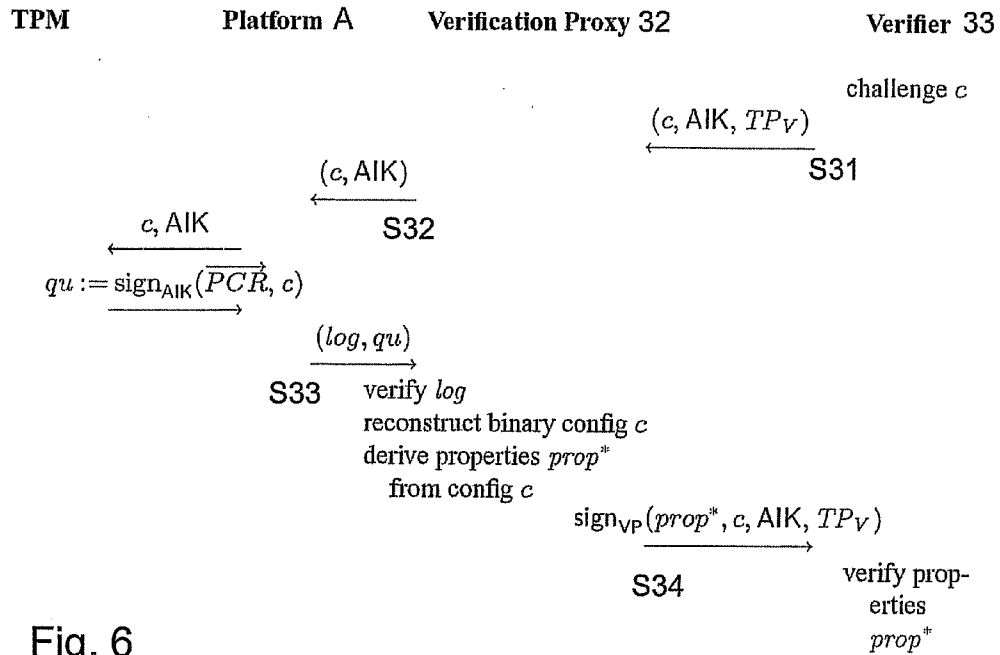 TPM Platform A Verification Proxy 32 Verifier 33
challenge c
(c, AIK, TP_V)
S31
(c, AIK)
S32
c, AIK
qu := sign_AIK(\overrightarrow{PCR}, c)
(log, qu)
S33
verify log
reconstruct binary config c
derive properties prop*
from config c
sign_VP(prop*, c, AIK, TP_V)
S34
verify prop-
erties
prop*
Fig. 6